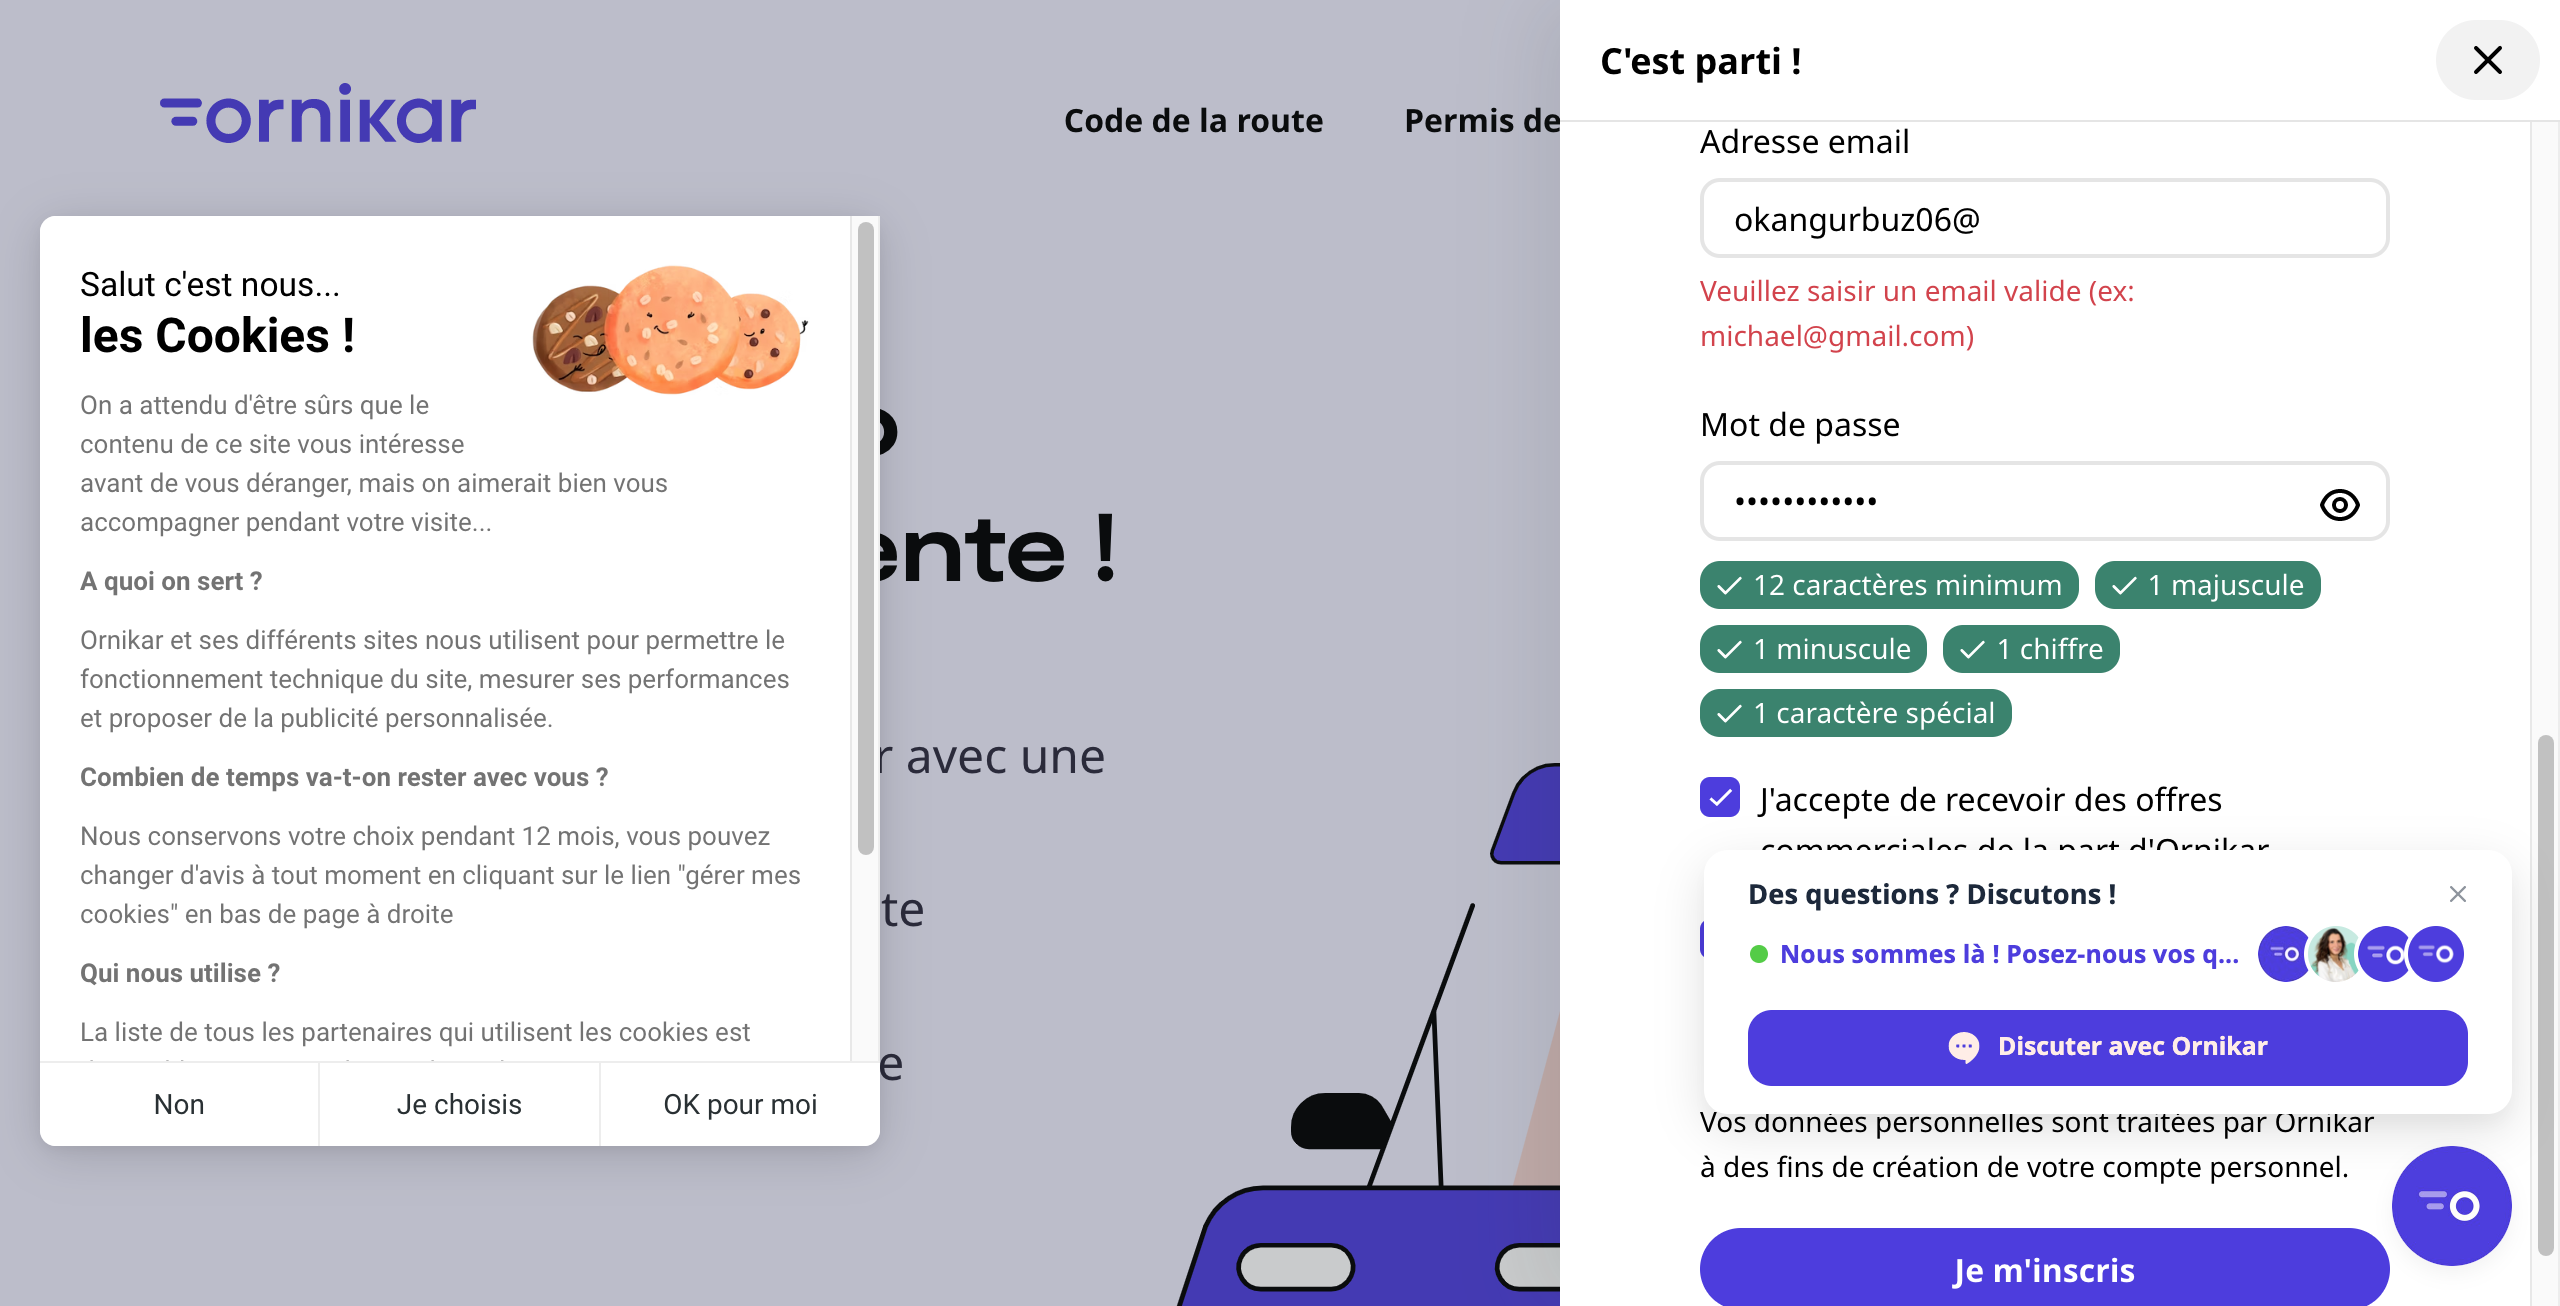 ornikar
Code de la route
Permis de
Salut c'est nous...
les Cookies !
On a attendu d'être sûrs que le
contenu de ce site vous intéresse
avant de vous déranger, mais on aimerait bien vous
accompagner pendant votre visite...
A quoi on sert ?
Ornikar et ses différents sites nous utilisent pour permettre le
fonctionnement technique du site, mesurer ses performances
et proposer de la publicité personnalisée.
Combien de temps va-t-on rester avec vous ?
Nous conservons votre choix pendant 12 mois, vous pouvez
changer d'avis à tout moment en cliquant sur le lien "gérer mes
cookies" en bas de page à droite
Qui nous utilise ?
La liste de tous les partenaires qui utilisent les cookies est
Non
Je choisis
OK pour moi
ente !
r avec une
te
e
C'est parti !
Adresse email
okangurbuz06@
Veuillez saisir un email valide (ex:
michael@gmail.com)
Mot de passe
••••••••••••
12 caractères minimum
1 majuscule
1 minuscule
1 chiffre
1 caractère spécial
J'accepte de recevoir des offres
commerciales de la part d'Ornikar
Des questions ? Discutons !
Nous sommes là ! Posez-nous vos q...
Discuter avec Ornikar
Vos données personnelles sont traitées par Ornikar
à des fins de création de votre compte personnel.
Je m'inscris